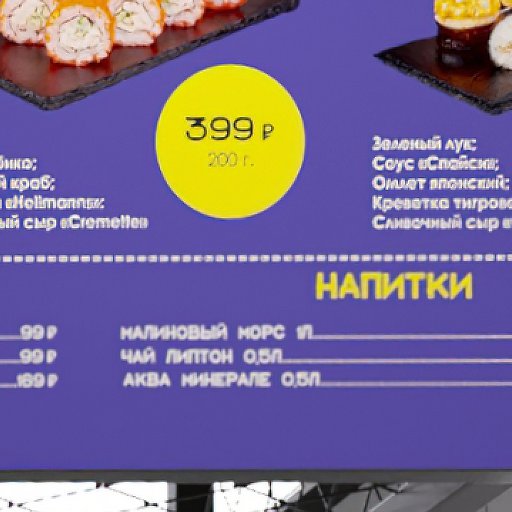 399 ₽
200 г.
й краб;
«Hellmann's»;
ый сыр «Cremette»
Зеленый лук;
Соус «Спайси»;
Омлет японский;
Креветка
Сливочный сыр
НАПИТКИ
99 ₽
99 ₽
169 ₽
МАЛИНОВЫЙ МОРС 1Л
ЧАЙ ЛИПТОН 0,5Л
АКВА МИНЕРАЛЕ 0,5Л